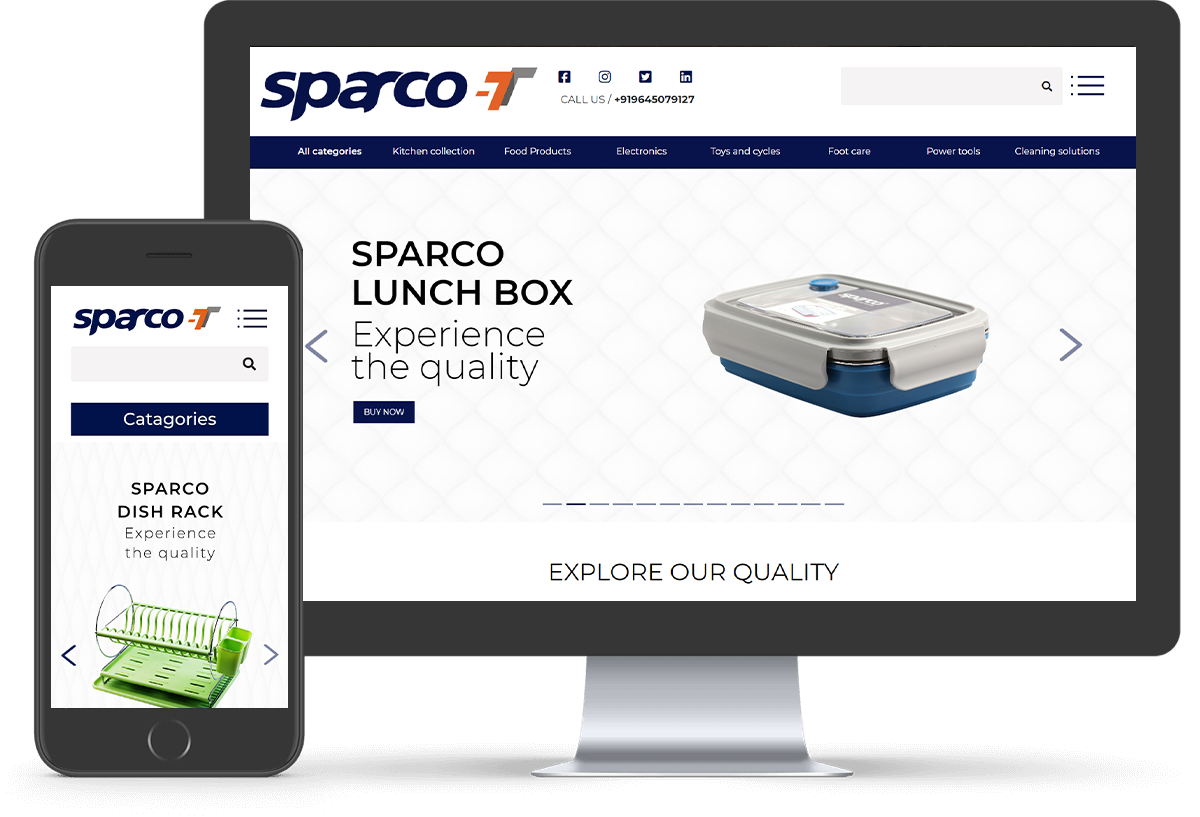 sparco
CALL US / +919645079127
All categories Kitchen collection Food Products Electronics Toys and cycles Foot care Power tools Cleaning solutions
SPARCO
LUNCH BOX
Experience
the quality
BUY NOW
sparco
EXPLORE OUR QUALITY
sparco
Catagories
SPARCO
DISH RACK
Experience
the quality